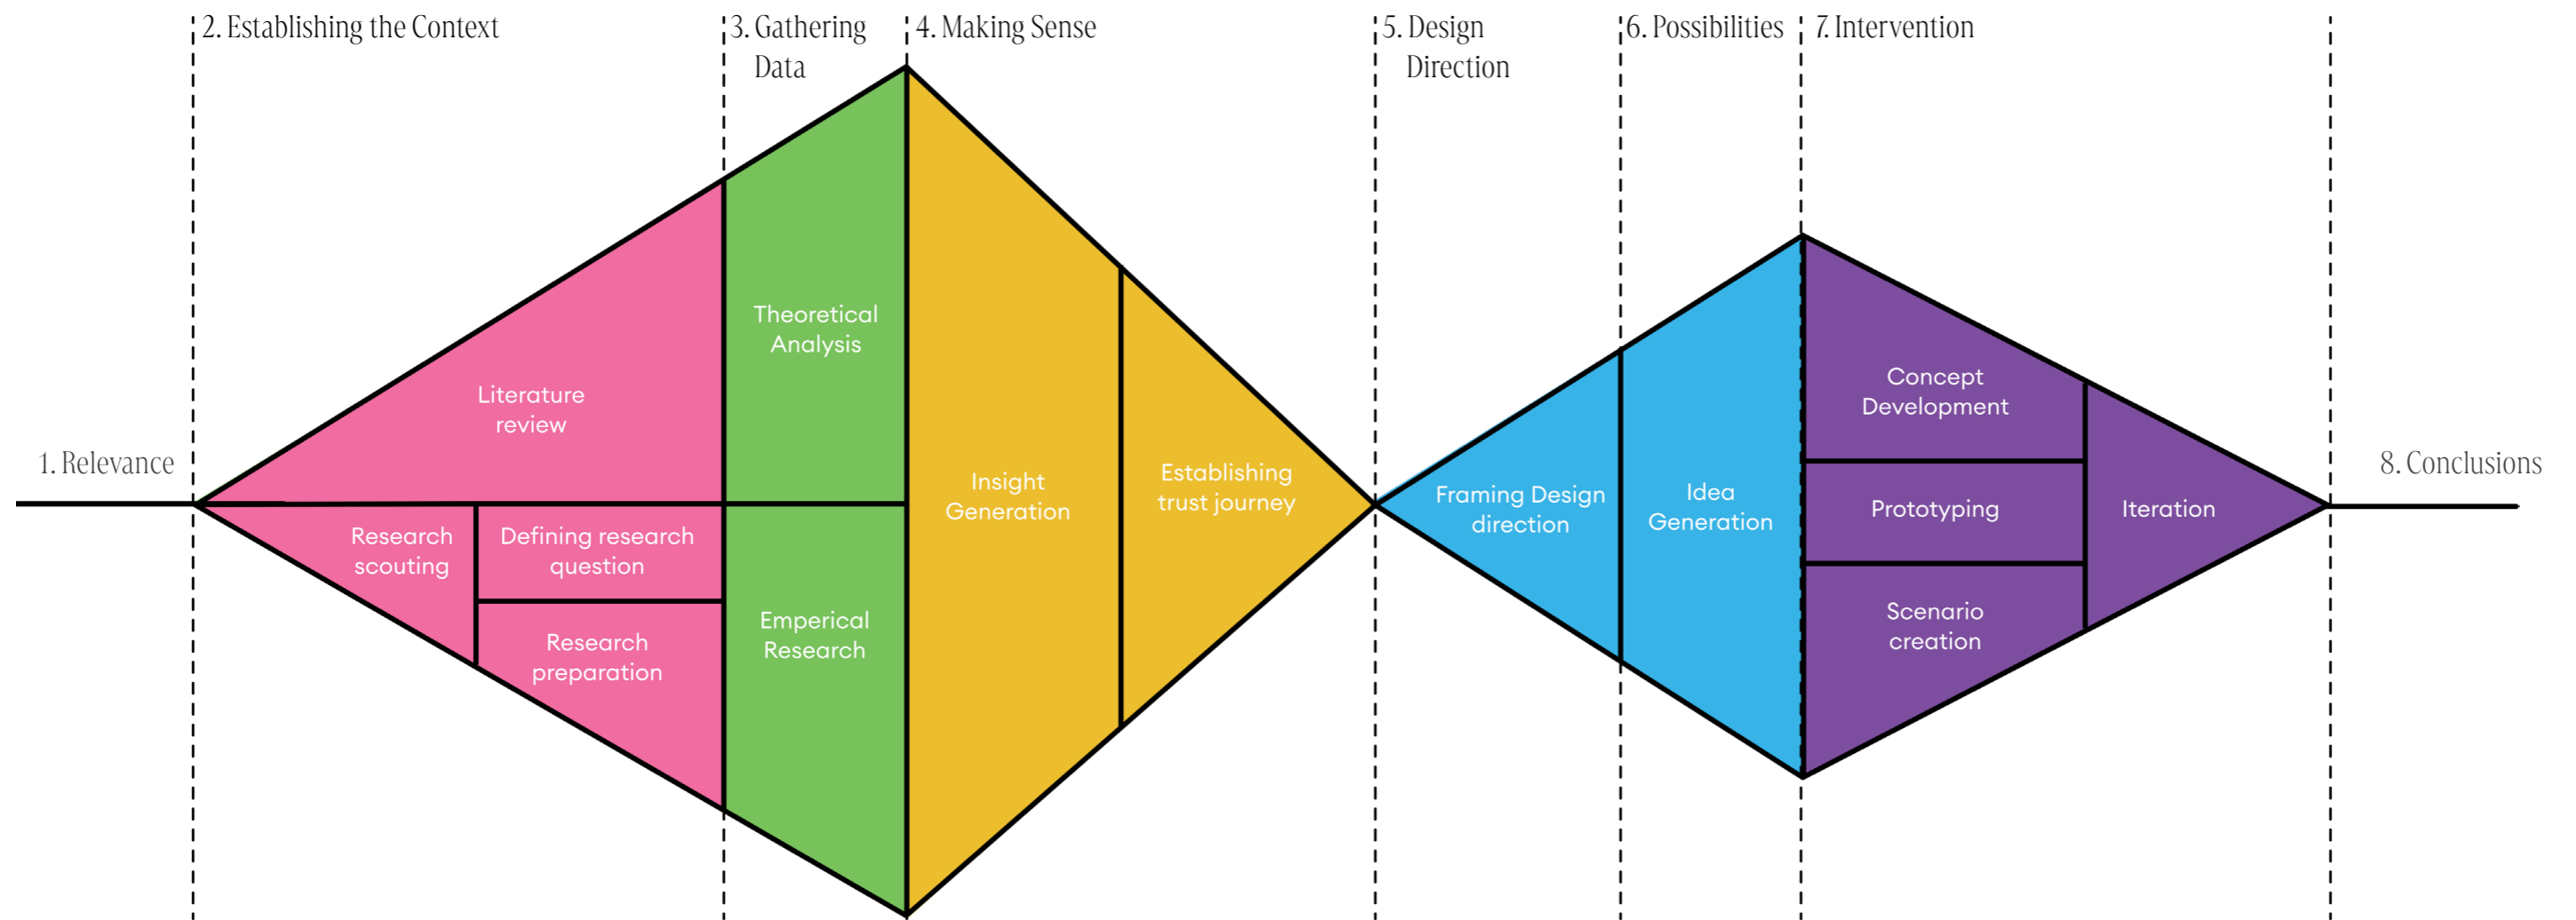 2. Establishing the Context
3. Gathering
Data
4. Making Sense
5. Design
Direction
6. Possibilities
7. Intervention
1. Relevance
8. Conclusions
Literature
review
Research
scouting
Defining research
question
Research
preparation
Theoretical
Analysis
Emperical
Research
Insight
Generation
Establishing
trust journey
Framing Design
direction
Idea
Generation
Concept
Development
Prototyping
Scenario
creation
Iteration